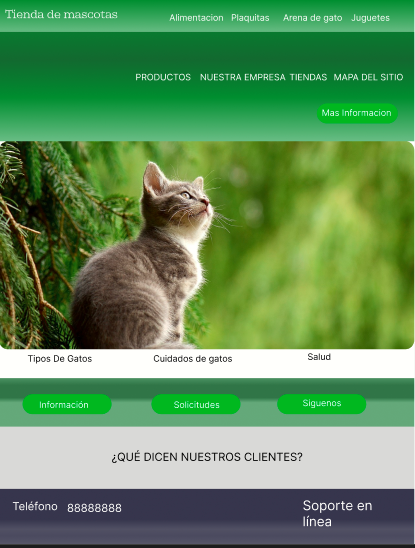 Tienda de mascotas
Alimentacion Plaquitas Arena de gato Juguetes
PRODUCTOS NUESTRA EMPRESA TIENDAS MAPA DEL SITIO
Mas Informacion
Tipos De Gatos Cuidados de gatos Salud
Información Solicitudes Siguenos
¿QUÉ DICEN NUESTROS CLIENTES?
Teléfono 88888888 Soporte en
línea